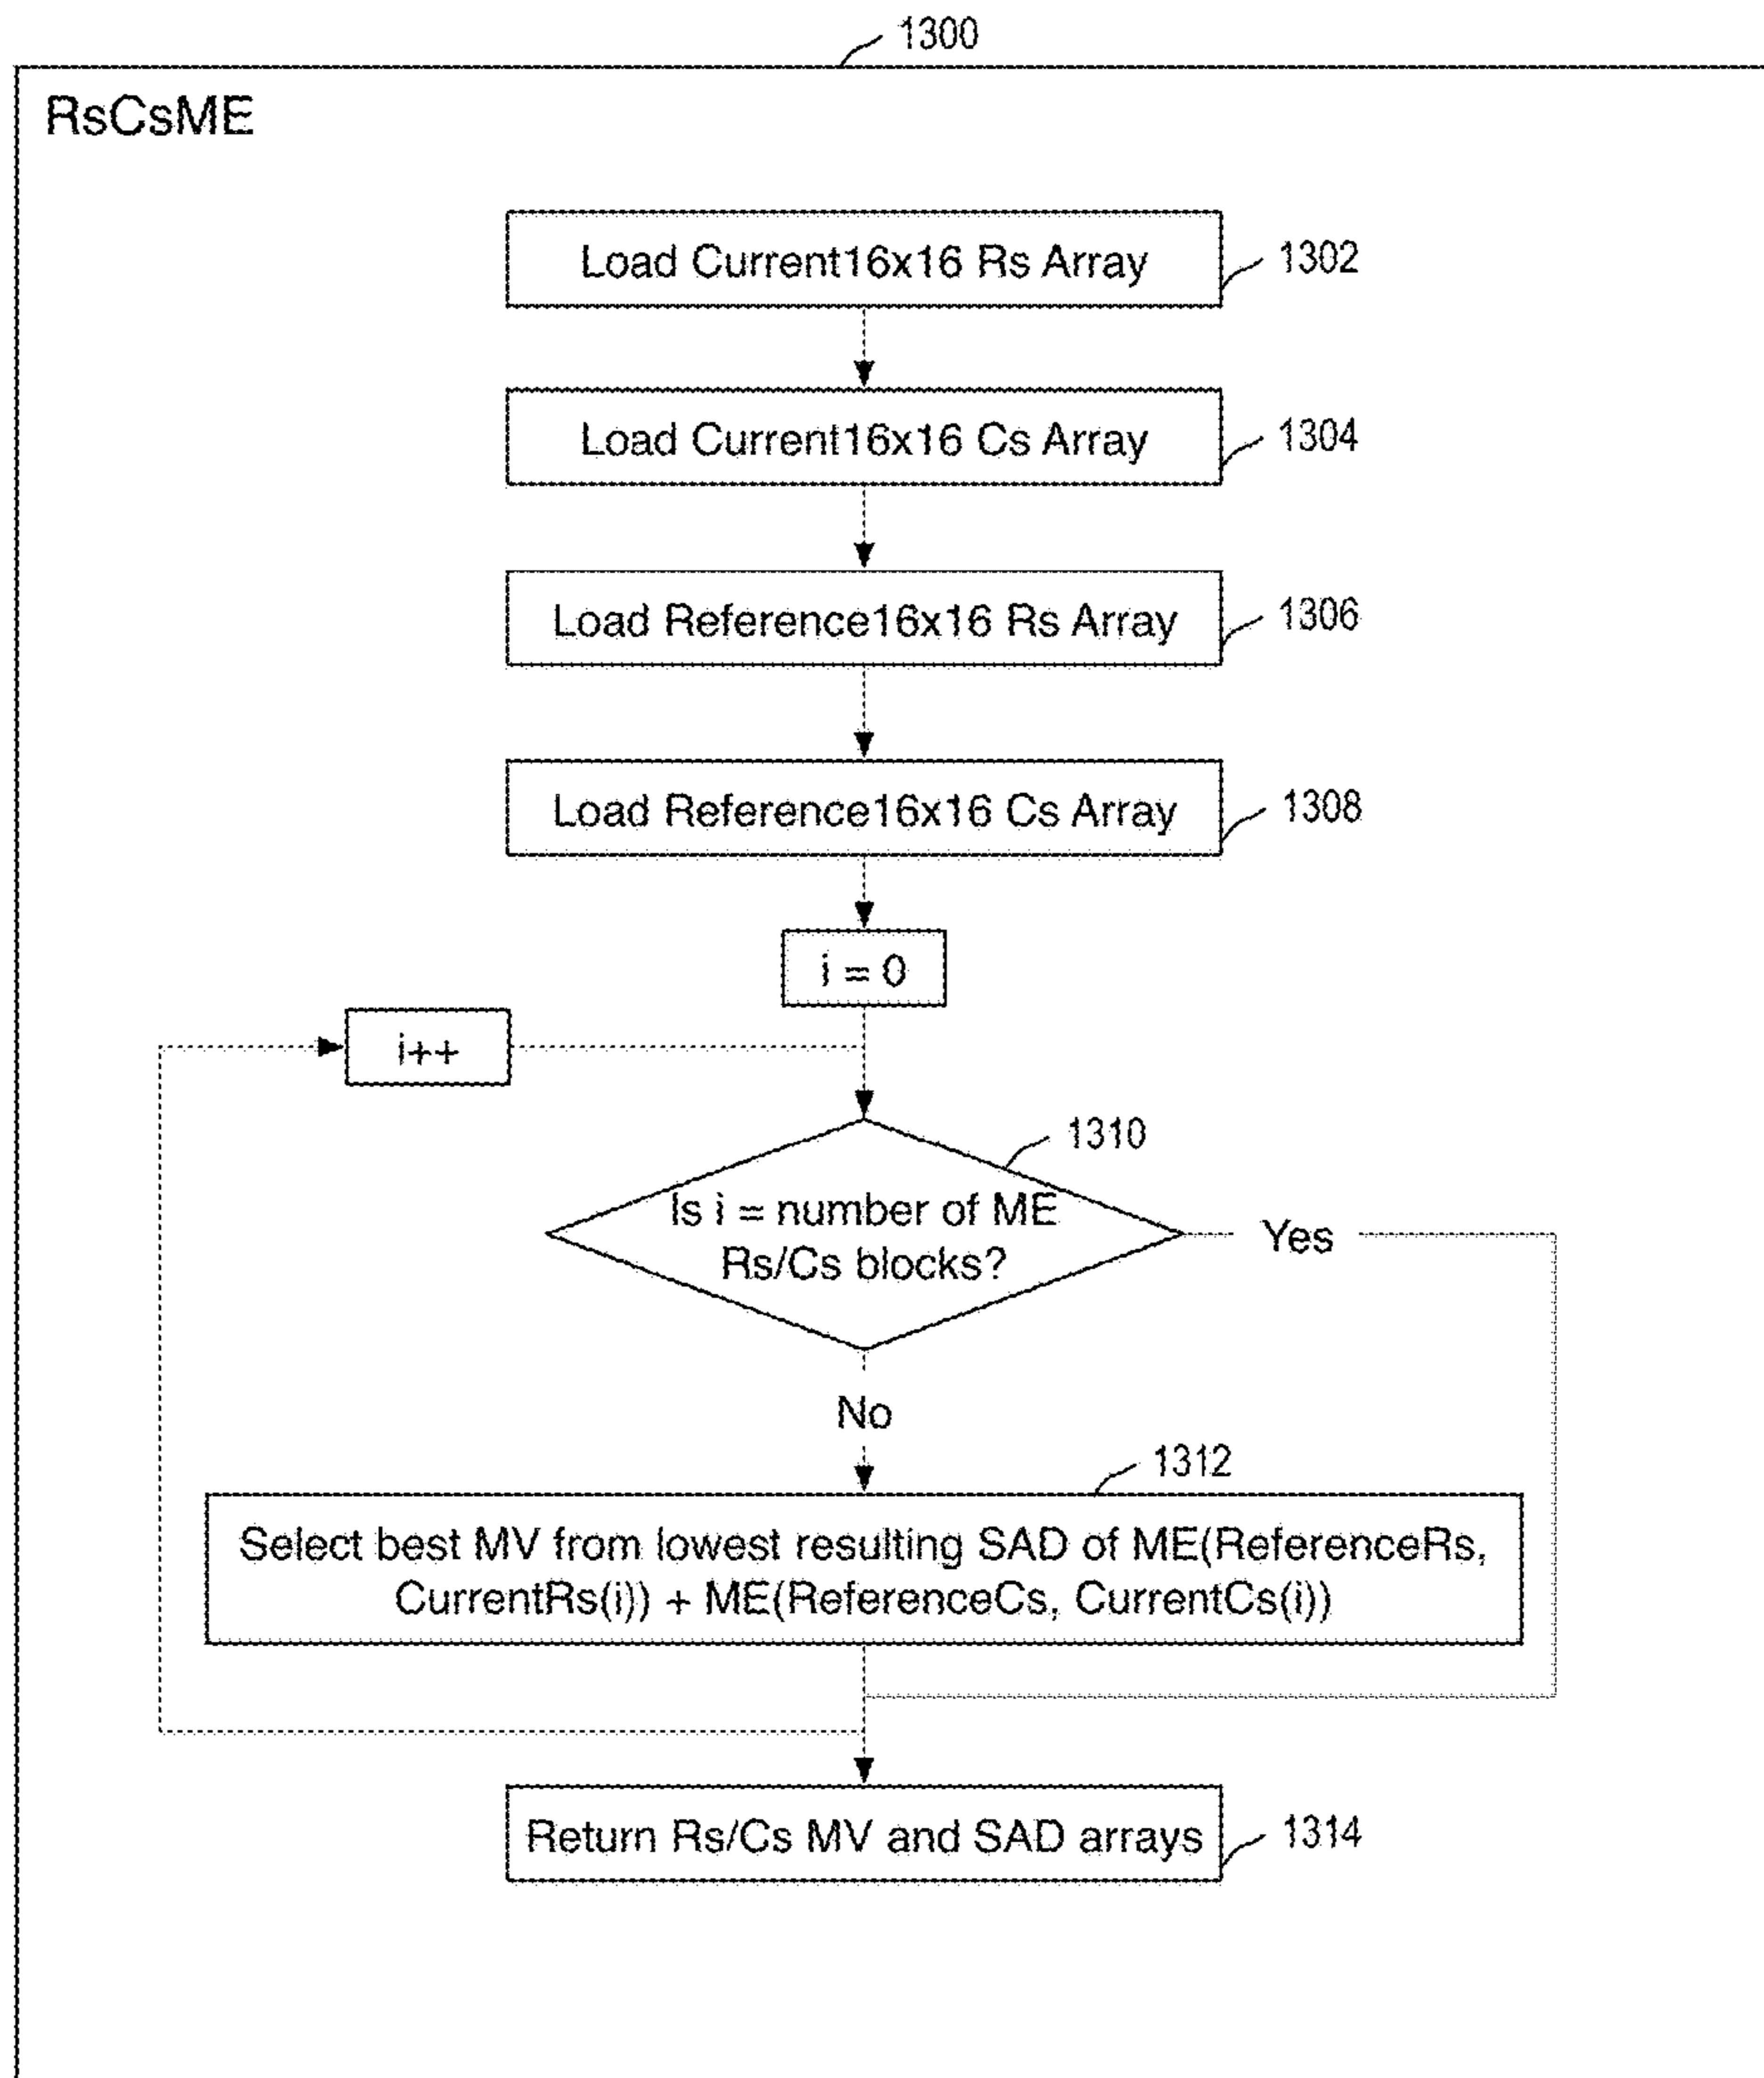 1300
RsCsME
Load Current16x16 Rs Array
1302
Load Current16x16 Cs Array
1304
Load Reference16x16 Rs Array
1306
Load Reference16x16 Cs Array
1308
i = 0
i++
1310
Is i = number of ME
Rs/Cs blocks?
Yes
No
1312
Select best MV from lowest resulting SAD of ME(ReferenceRs,
CurrentRs(i)) + ME(ReferenceCs, CurrentCs(i))
Return Rs/Cs MV and SAD arrays
1314